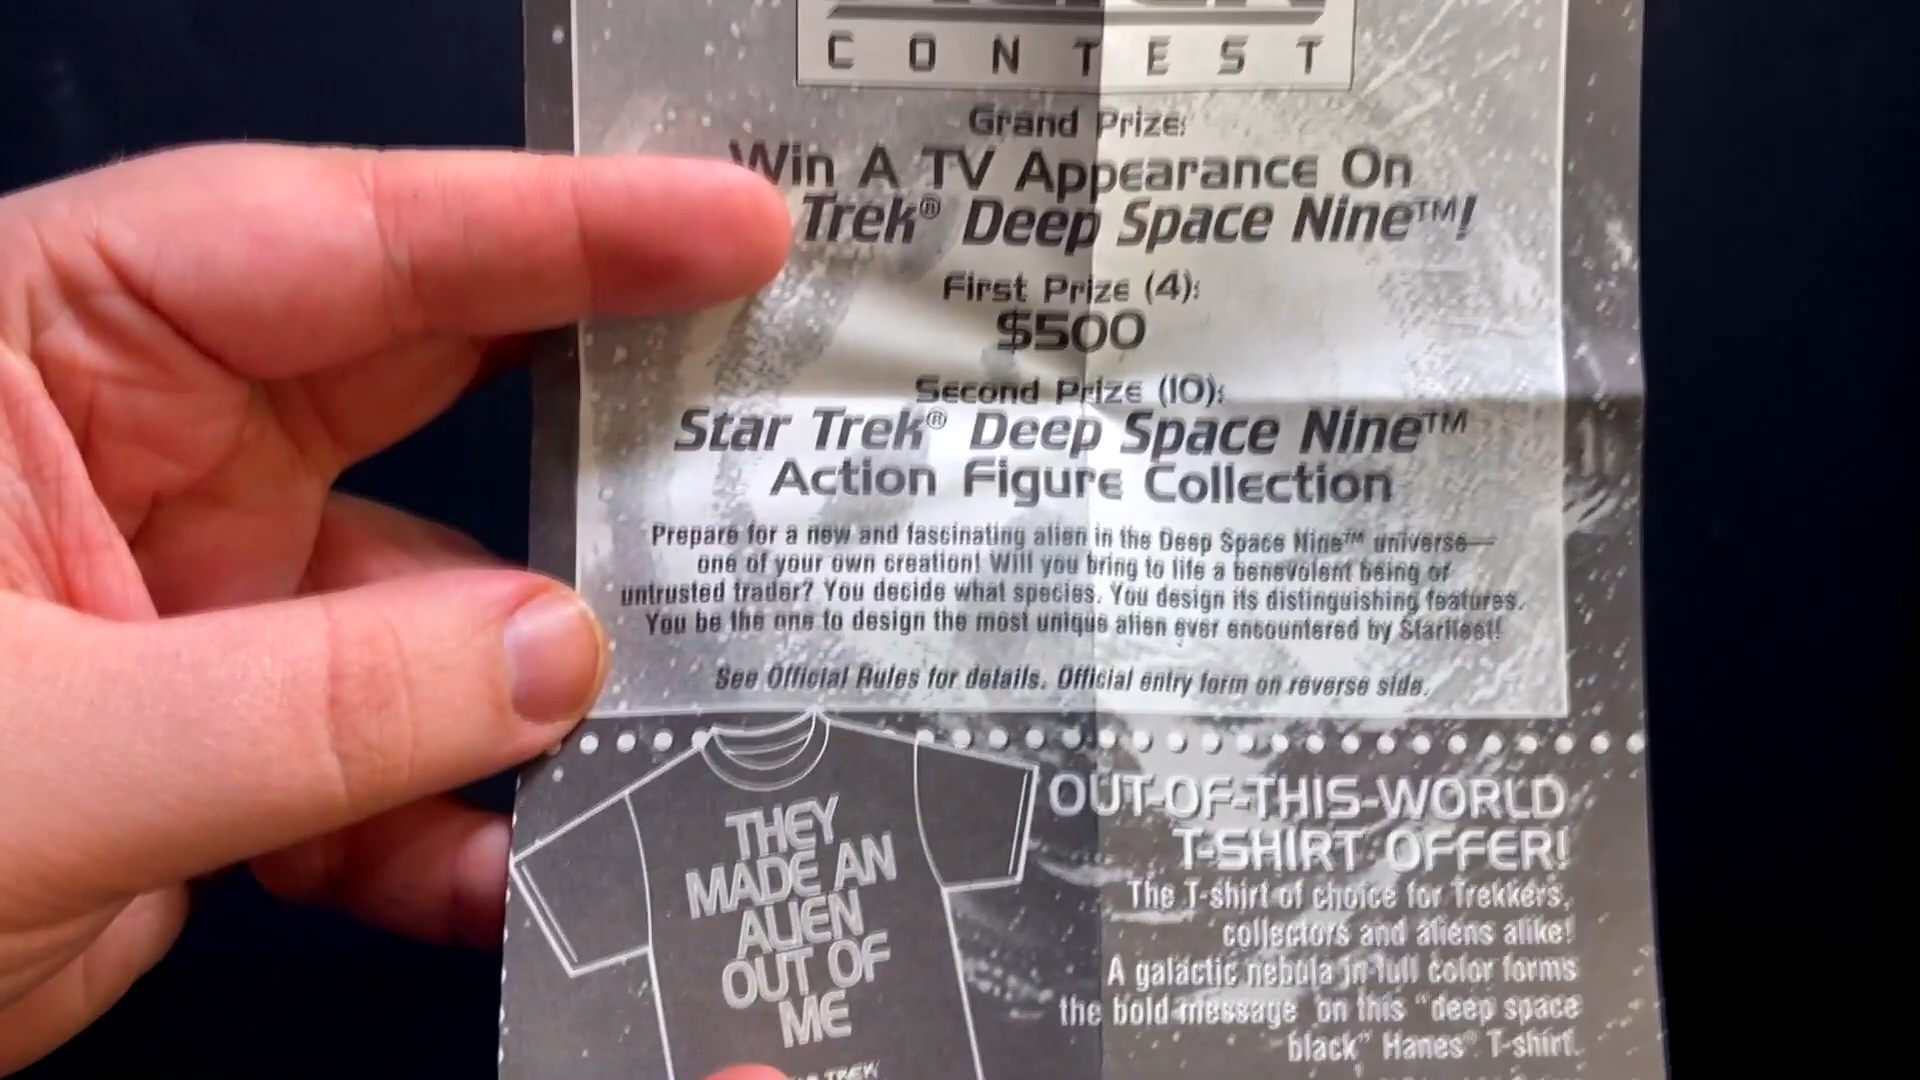 CONTEST
Grand Prize:
Win A TV Appearance On
Trek® Deep Space Nine™!
First Prize (4):
$500
Second Prize (10):
Star Trek® Deep Space Nine™
Action Figure Collection
Prepare for a new and fascinating alien in the Deep Space Nine™ universe—
one of your own creation! Will you bring to life a benevolent being or
untrusted trader? You decide what species. You design its distinguishing features.
You be the one to design the most unique alien ever encountered by Starfleet!
See Official Rules for details. Official entry form on reverse side.
THEY
MADE AN
ALIEN
OUT OF
ME
TREK
OUT-OF-THIS-WORLD
T-SHIRT OFFER!
The T-shirt of choice for Trekkers,
collectors and aliens alike!
A galactic nebula in full color forms
the bold message on this "deep space
black" Hanes® T-shirt.